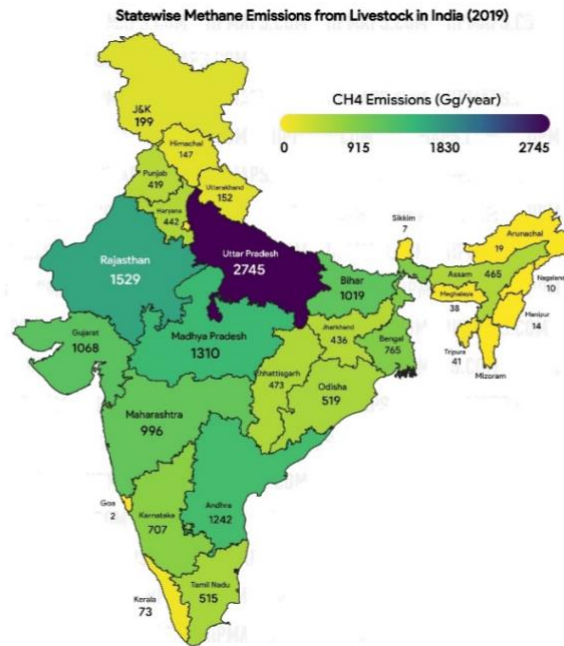 Statewise Methane Emissions from Livestock in India (2019)
CH4 Emissions (Gg/year)
0 915 1830 2745
J&K
199
Himachal
147
Punjab
419
Uttarakhand
152
Haryana
442
Rajasthan
1529
Uttar Pradesh
2745
Bihar
1019
Sikkim
7
Arunachal
19
Assam
465
Nagaland
10
Meghalaya
38
Manipur
14
Tripura
41
Mizoram
Gujarat
1068
Madhya Pradesh
1310
Jharkhand
436
Bengal
765
Chhattisgarh
473
Odisha
519
Maharashtra
996
Andhra
1242
Goa
2
Karnataka
707
Kerala
73
Tamil Nadu
515